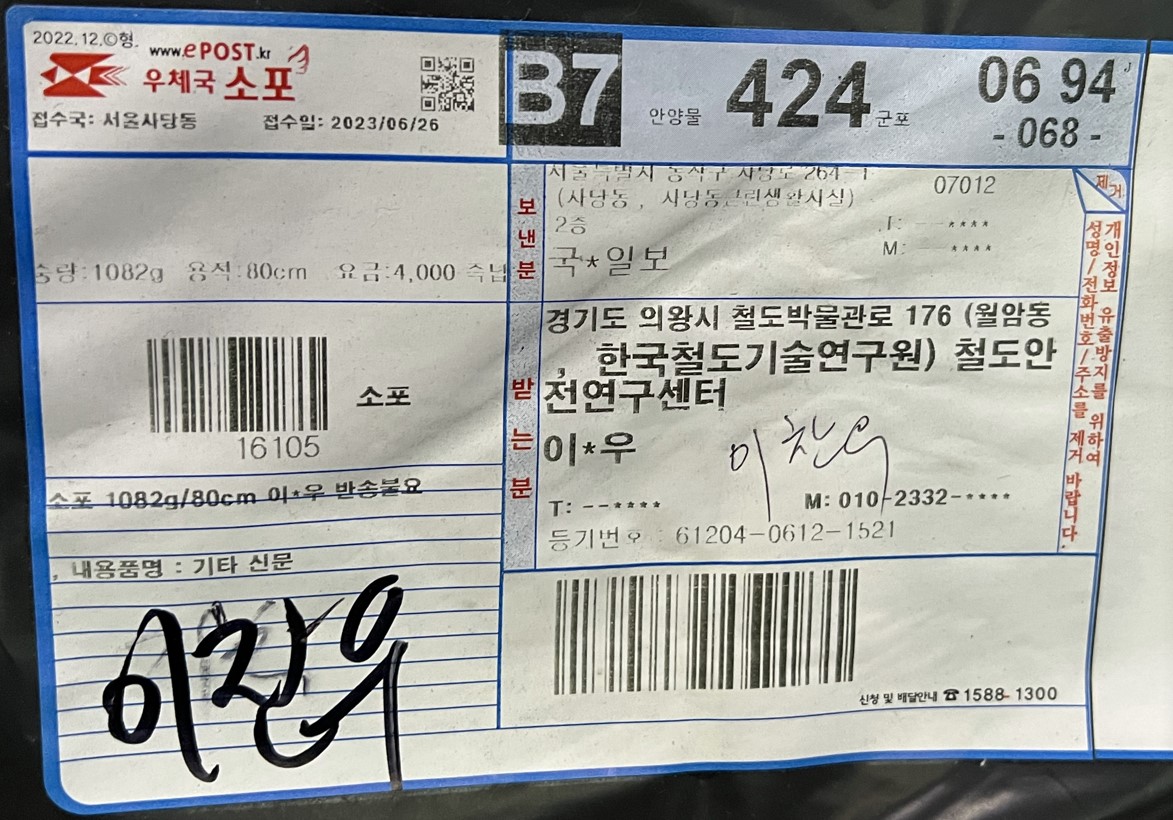 2022.12.ⓒ형.
www.ePOST.kr
우체국 소포
접수국: 서울사당동 접수일: 2023/06/26
B7
안양물 424 군포
06 94
- 068 -
보낸분
서울특별시 동작구 사당로 264-1
07012
(사당동, 사당동근린생활시설)
2층
T: --****
M: --****
국*일보
중량:1082g 용적:80cm 요금:4,000 즉납
제거
개인정보 유출방지를 위하여
성명/전화번호/주소를 제거 바랍니다.
받는분
경기도 의왕시 철도박물관로 176 (월암동
, 한국철도기술연구원) 철도안
전연구센터
이*우
이찬우
T: --****
M: 010-2332-****
등기번호 : 61204-0612-1521
소포
16105
소포 1082g/80cm 이*우 반송불요
, 내용품명 : 기타 신문
이찬우
신청 및 배달안내 ☎ 1588-1300